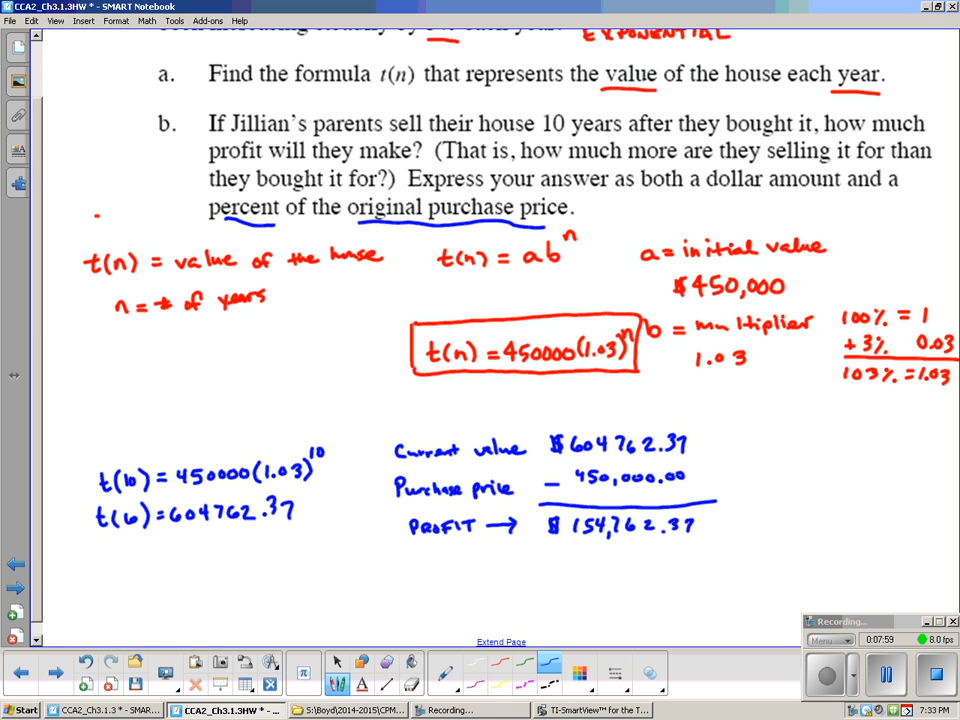 CCA2_Ch3.1.3HW * - SMART Notebook
File Edit View Insert Format Math Tools Add-ons Help
EXPONENTIAL
a. Find the formula t(n) that represents the value of the house each year.
b. If Jillian's parents sell their house 10 years after they bought it, how much
profit will they make? (That is, how much more are they selling it for than
they bought it for?) Express your answer as both a dollar amount and a
percent of the original purchase price.
t(n) = value of the house
n = # of years
t(n) = ab^n
a = initial value
$450,000
t(n) = 450000(1.03)^n
b = multiplier
1.03
100% = 1
+ 3% 0.03
103% = 1.03
t(10) = 450000(1.03)^10
t(10) = 604762.37
Current value $604762.37
Purchase price - 450,000.00
PROFIT → $154,762.37
Extend Page
Recording...
Menu 0:07:59 8.0 fps
Start CCA2_Ch3.1.3 * - SMAR... CCA2_Ch3.1.3HW * -... S:\Boyd\2014-2015\CPM... Recording... TI-SmartView™ for the T... 7:33 PM